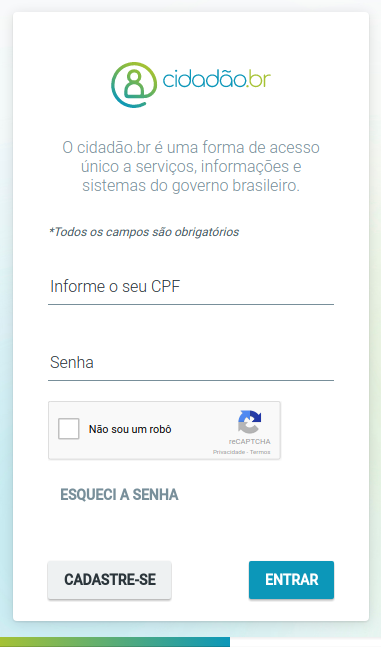 cidadão.br
O cidadão.br é uma forma de acesso
único a serviços, informações e
sistemas do governo brasileiro.
*Todos os campos são obrigatórios
Informe o seu CPF
Senha
Não sou um robô
reCAPTCHA
Privacidade - Termos
ESQUECI A SENHA
CADASTRE-SE
ENTRAR